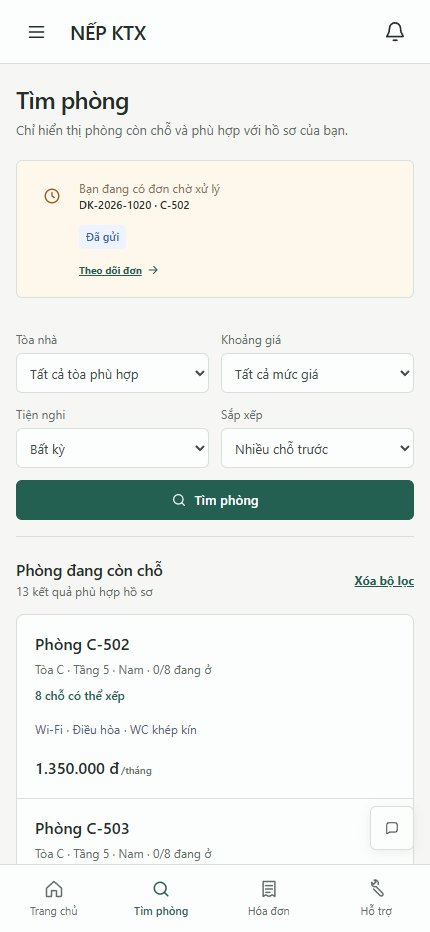 NẾP KTX
Tìm phòng
Chỉ hiển thị phòng còn chỗ và phù hợp với hồ sơ của bạn.
Bạn đang có đơn chờ xử lý
DK-2026-1020 · C-502
Đã gửi
Theo dõi đơn →
Tòa nhà
Khoảng giá
Tất cả tòa phù hợp
Tất cả mức giá
Tiện nghi
Sắp xếp
Bất kỳ
Nhiều chỗ trước
Tìm phòng
Phòng đang còn chỗ
13 kết quả phù hợp hồ sơ
Xóa bộ lọc
Phòng C-502
Tòa C · Tầng 5 · Nam · 0/8 đang ở
8 chỗ có thể xếp
Wi-Fi · Điều hòa · WC khép kín
1.350.000 đ /tháng
Phòng C-503
Tòa C · Tầng 5 · Nam · 0/8 đang ở
Trang chủ
Tìm phòng
Hóa đơn
Hỗ trợ